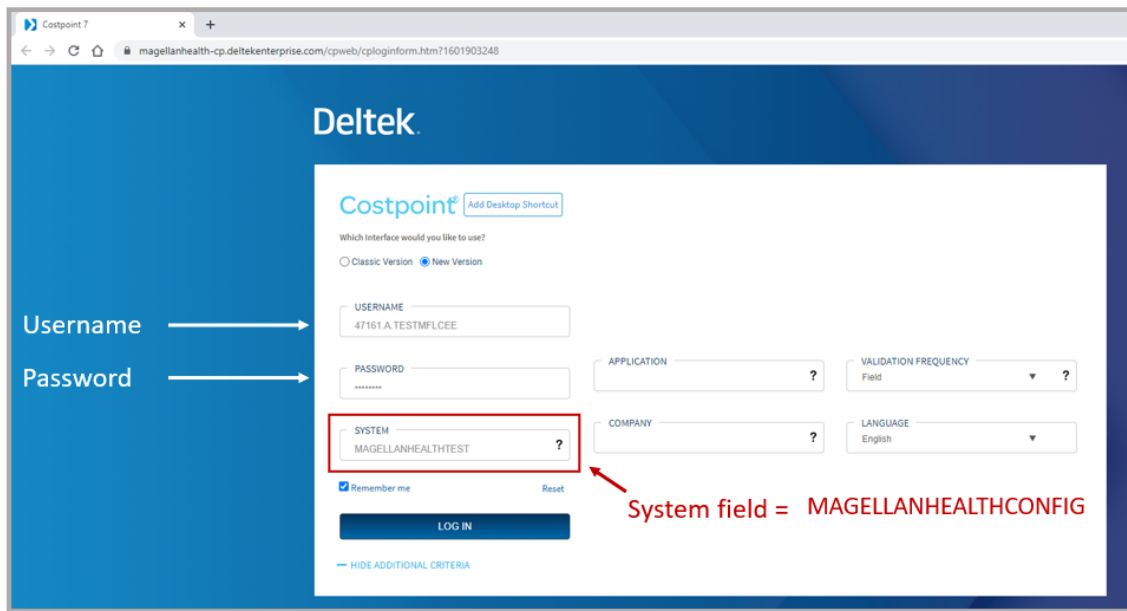 Costpoint 7
magellanhealth-cp.deltekenterprise.com/cpweb/cploginform.htm?1601903248
Deltek.
Costpoint® Add Desktop Shortcut
Which Interface would you like to use?
Classic Version New Version
USERNAME
47161.A.TESTMFLCEE
Username
PASSWORD
********
Password
APPLICATION
?
VALIDATION FREQUENCY
Field ?
SYSTEM
MAGELLANHEALTHTEST ?
COMPANY
?
LANGUAGE
English
Remember me Reset
System field = MAGELLANHEALTHCONFIG
LOG IN
HIDE ADDITIONAL CRITERIA